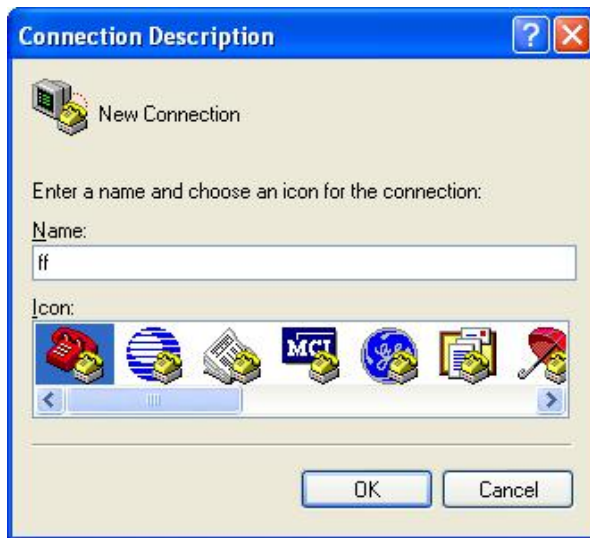 Connection Description
New Connection
Enter a name and choose an icon for the connection:
Name:
ff
Icon:
MCI
OK Cancel